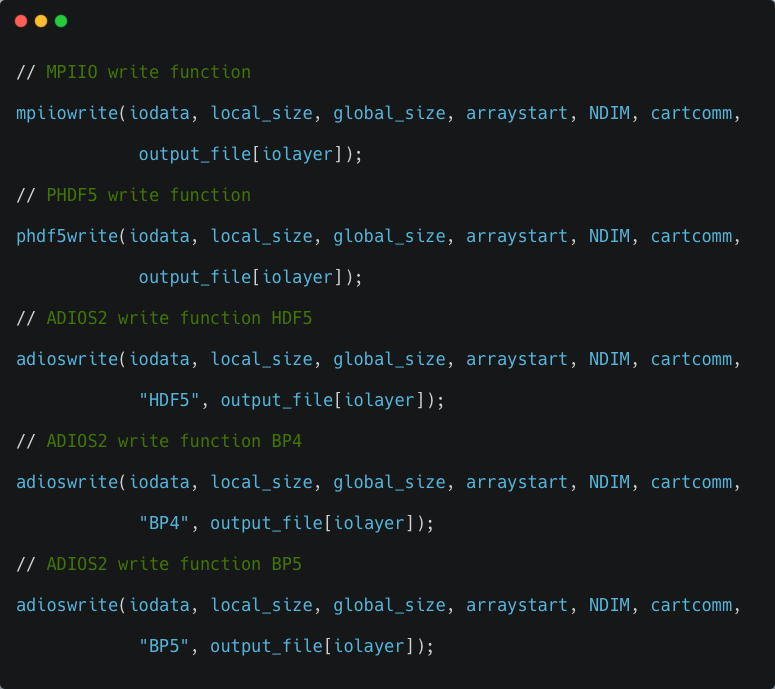 // MPIIO write function
mpiiowrite(iodata, local_size, global_size, arraystart, NDIM, cartcomm,
output_file[iolayer]);
// PHDF5 write function
phdf5write(iodata, local_size, global_size, arraystart, NDIM, cartcomm,
output_file[iolayer]);
// ADIOS2 write function HDF5
adioswrite(iodata, local_size, global_size, arraystart, NDIM, cartcomm,
"HDF5", output_file[iolayer]);
// ADIOS2 write function BP4
adioswrite(iodata, local_size, global_size, arraystart, NDIM, cartcomm,
"BP4", output_file[iolayer]);
// ADIOS2 write function BP5
adioswrite(iodata, local_size, global_size, arraystart, NDIM, cartcomm,
"BP5", output_file[iolayer]);